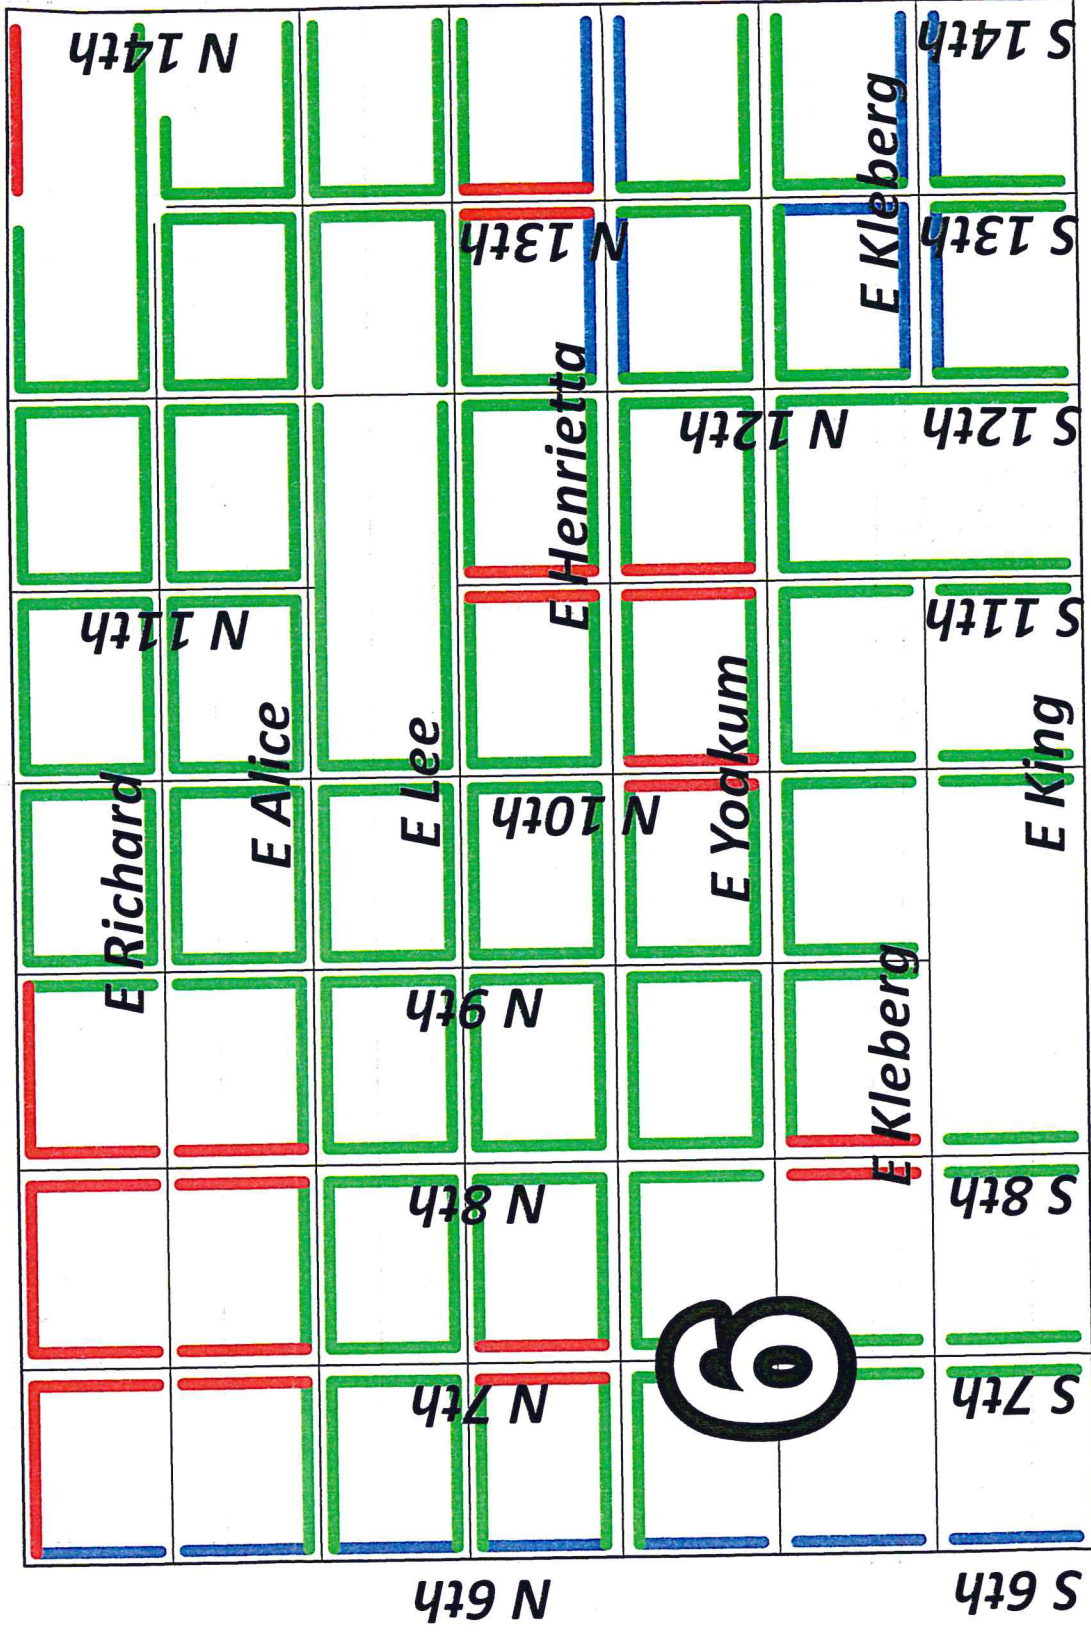 N 14th
S 14th
E Kleberg
N 13th
S 13th
E Henrietta
N 12th
S 12th
N 11th
S 11th
E Richard
E Alice
E Lee
N 10th
E Yoakum
E King
N 9th
E Kleberg
N 8th
S 8th
6
N 7th
S 7th
N 6th
S 6th